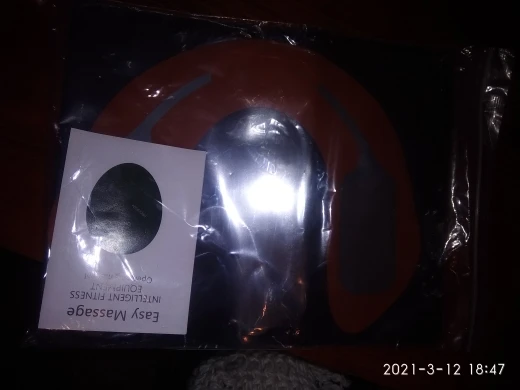 Easy Massage
INTELLIGENT FITNESS
EQUIPMENT
2021-3-12 18:47